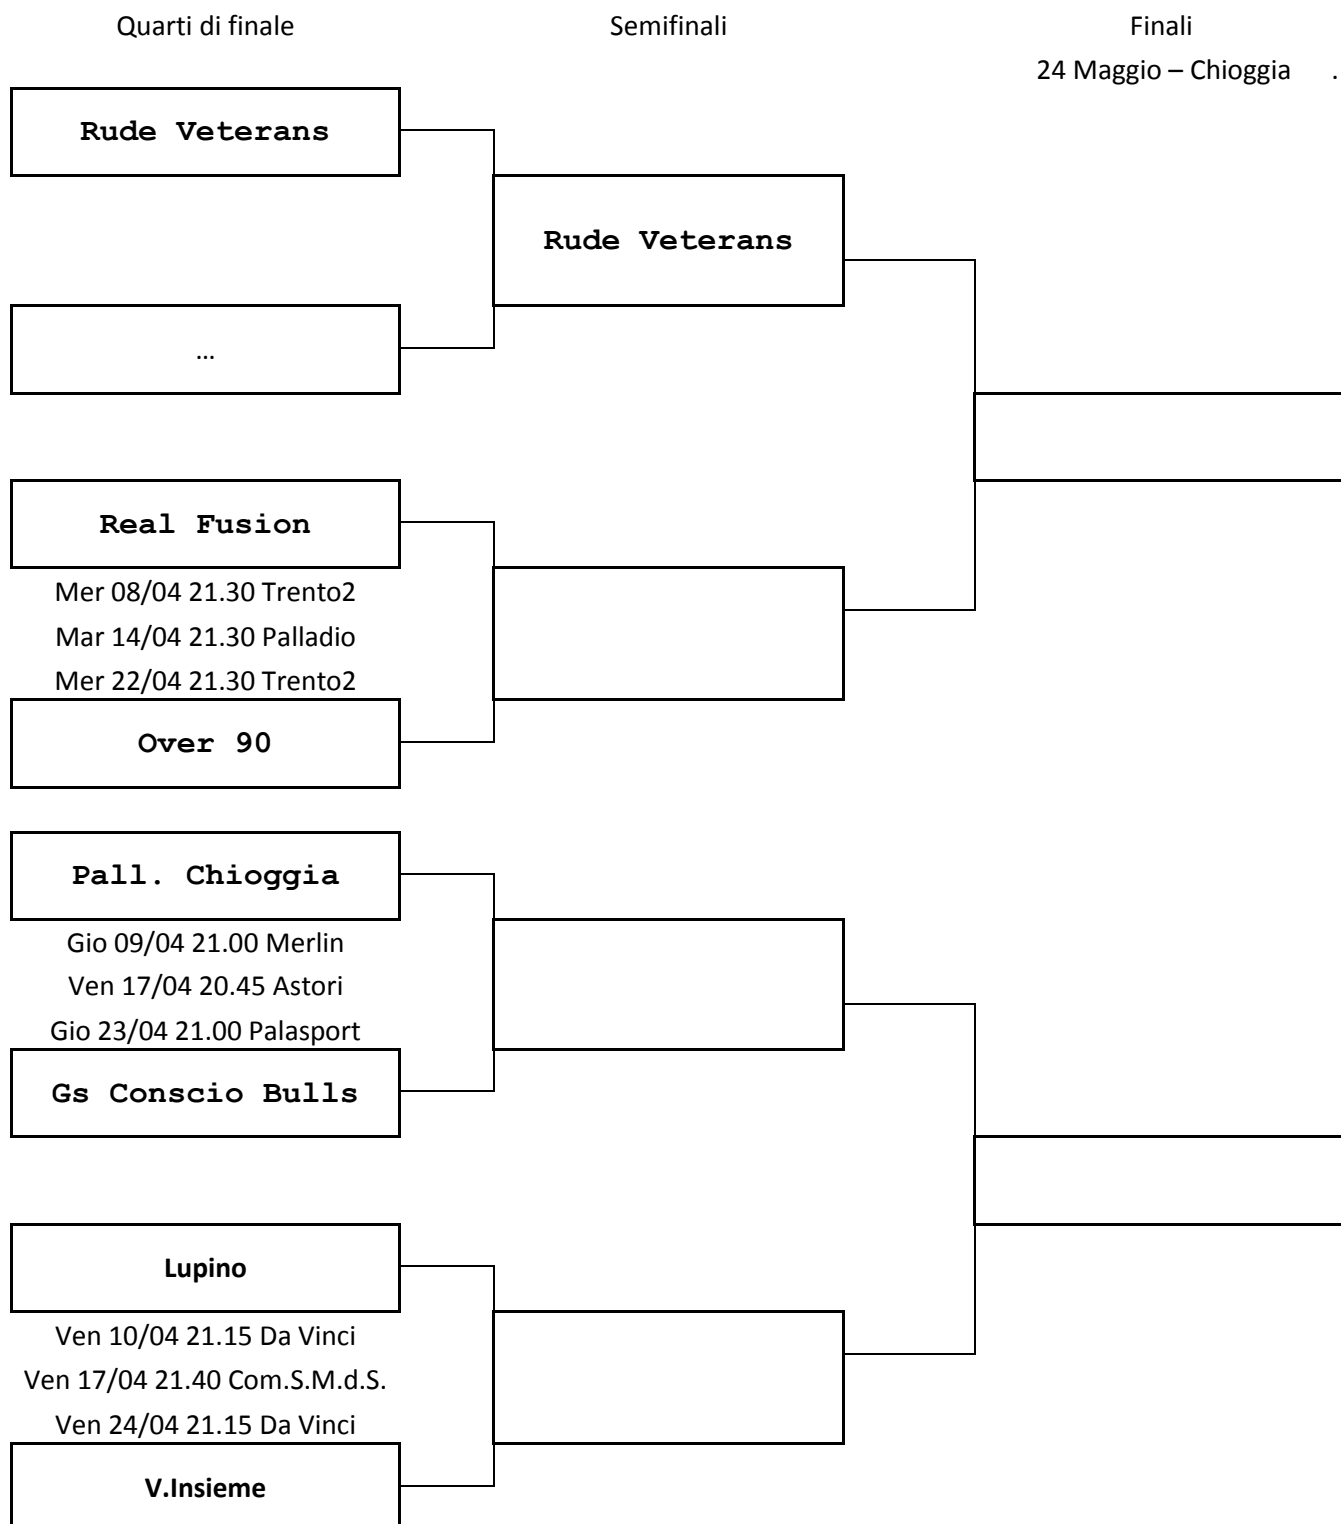 Quarti di finale
Semifinali
Finali
24 Maggio – Chioggia .
Rude Veterans
Rude Veterans
…
Real Fusion
Mer 08/04 21.30 Trento2
Mar 14/04 21.30 Palladio
Mer 22/04 21.30 Trento2
Over 90
Pall. Chioggia
Gio 09/04 21.00 Merlin
Ven 17/04 20.45 Astori
Gio 23/04 21.00 Palasport
Gs Conscio Bulls
Lupino
Ven 10/04 21.15 Da Vinci
Ven 17/04 21.40 Com.S.M.d.S.
Ven 24/04 21.15 Da Vinci
V.Insieme